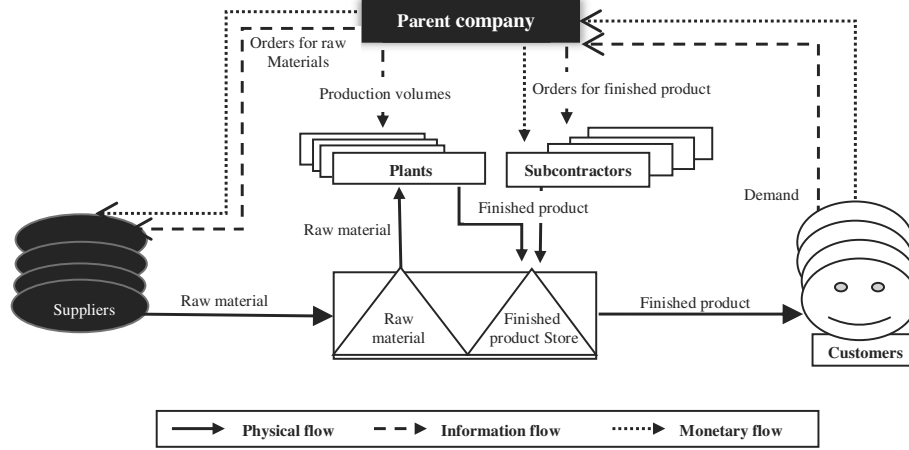 Parent company
Orders for raw
Materials
Production volumes
Orders for finished product
Plants
Subcontractors
Demand
Finished product
Raw material
Suppliers
Raw material
Raw
material
Finished
product Store
Finished product
Customers
Physical flow
Information flow
Monetary flow